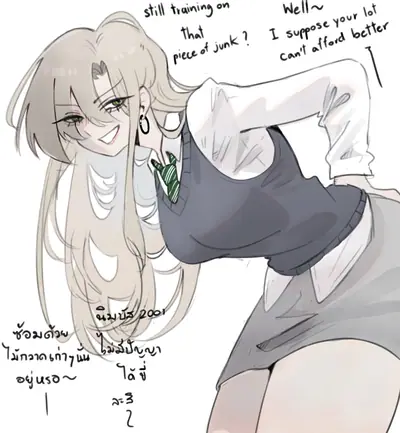 still training on
that
piece of junk?
Well~
I suppose your lot
can't afford better
ซ้อมด้วย
ไม้กวาดเก่าๆนั่น
อยู่หรอ~
นิมบัส 2001
ไม่มีปัญญา
ได้ขี่
ละสิ